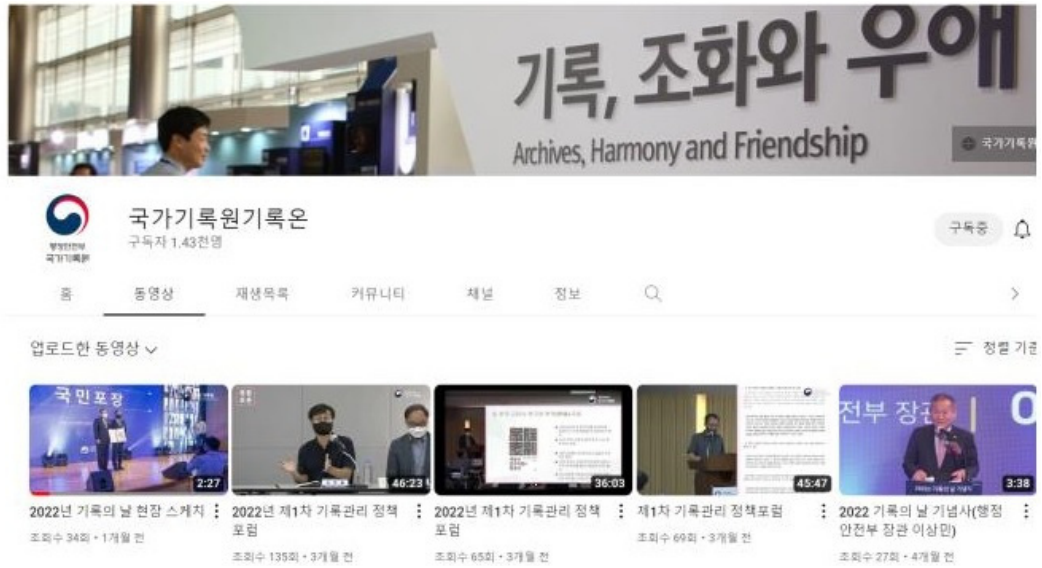 기록, 조화와 우애
Archives, Harmony and Friendship
국가기록원
행정안전부
국가기록원
국가기록원기록온
구독자 1.43천명
구독중
홈 동영상 재생목록 커뮤니티 채널 정보
업로드한 동영상
정렬 기준
국민포장
전부 장관
2:27
46:23
36:03
45:47
3:38
2022년 기록의 날 현장 스케치
조회수 34회 • 1개월 전
2022년 제1차 기록관리 정책
포럼
조회수 135회 • 3개월 전
2022년 제1차 기록관리 정책
포럼
조회수 65회 • 3개월 전
제1차 기록관리 정책포럼
조회수 69회 • 3개월 전
2022 기록의 날 기념사(행정
안전부 장관 이상민)
조회수 27회 • 4개월 전